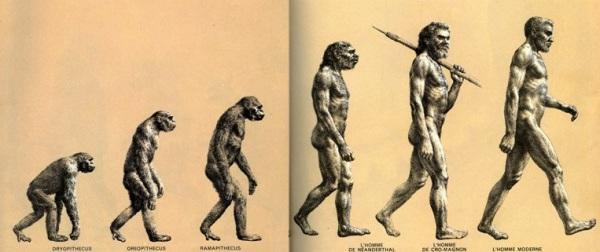 DRYOPITHECUS
OREOPITHECUS
RAMAPITHECUS
L'HOMME
DE NEANDERTHAL
L'HOMME
DE CRO-MAGNON
L'HOMME MODERNE